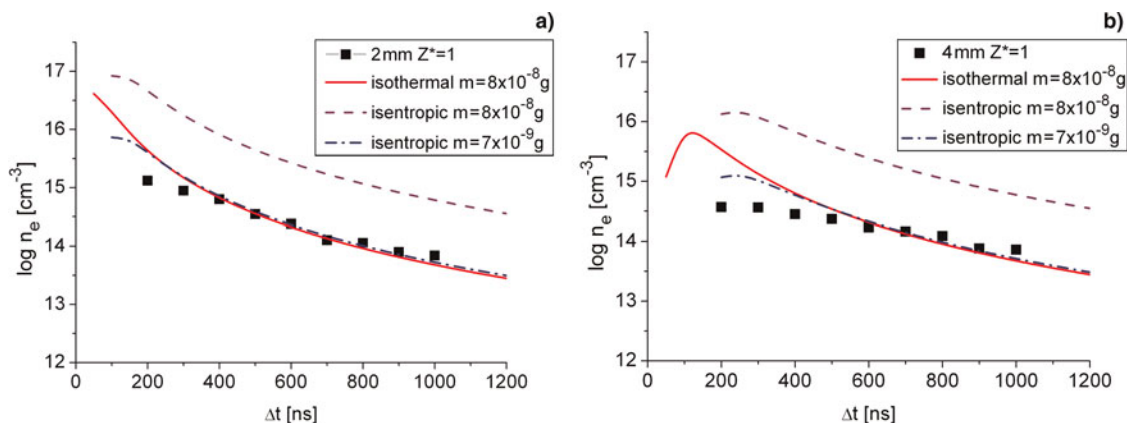 a)
2mm Z*=1
isothermal m=8x10⁻⁸g
isentropic m=8x10⁻⁸g
isentropic m=7x10⁻⁹g
17
16
15
14
13
12
log nₑ [cm⁻³]
0 200 400 600 800 1000 1200
Δt [ns]
b)
4mm Z*=1
isothermal m=8x10⁻⁸g
isentropic m=8x10⁻⁸g
isentropic m=7x10⁻⁹g
17
16
15
14
13
12
log nₑ [cm⁻³]
0 200 400 600 800 1000 1200
Δt [ns]